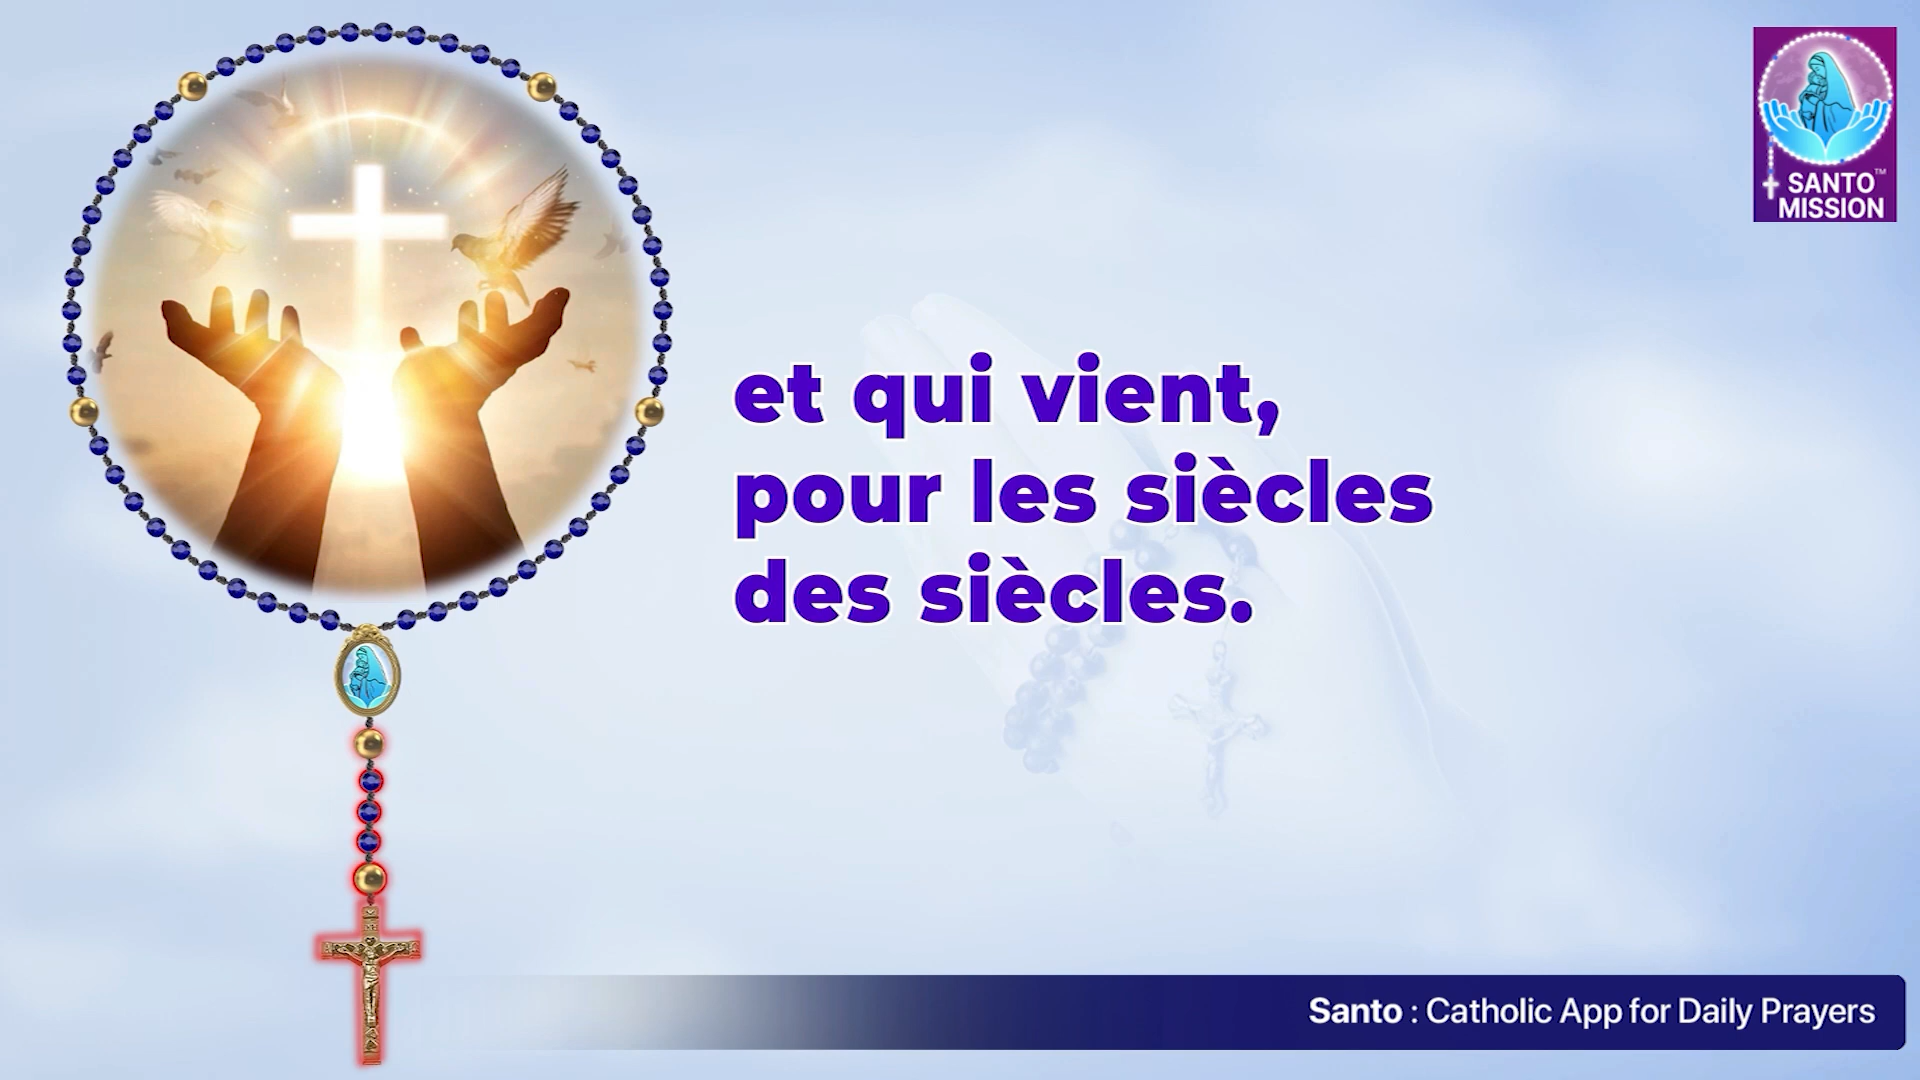 SANTO™
MISSION
et qui vient,
pour les siècles
des siècles.
Santo : Catholic App for Daily Prayers